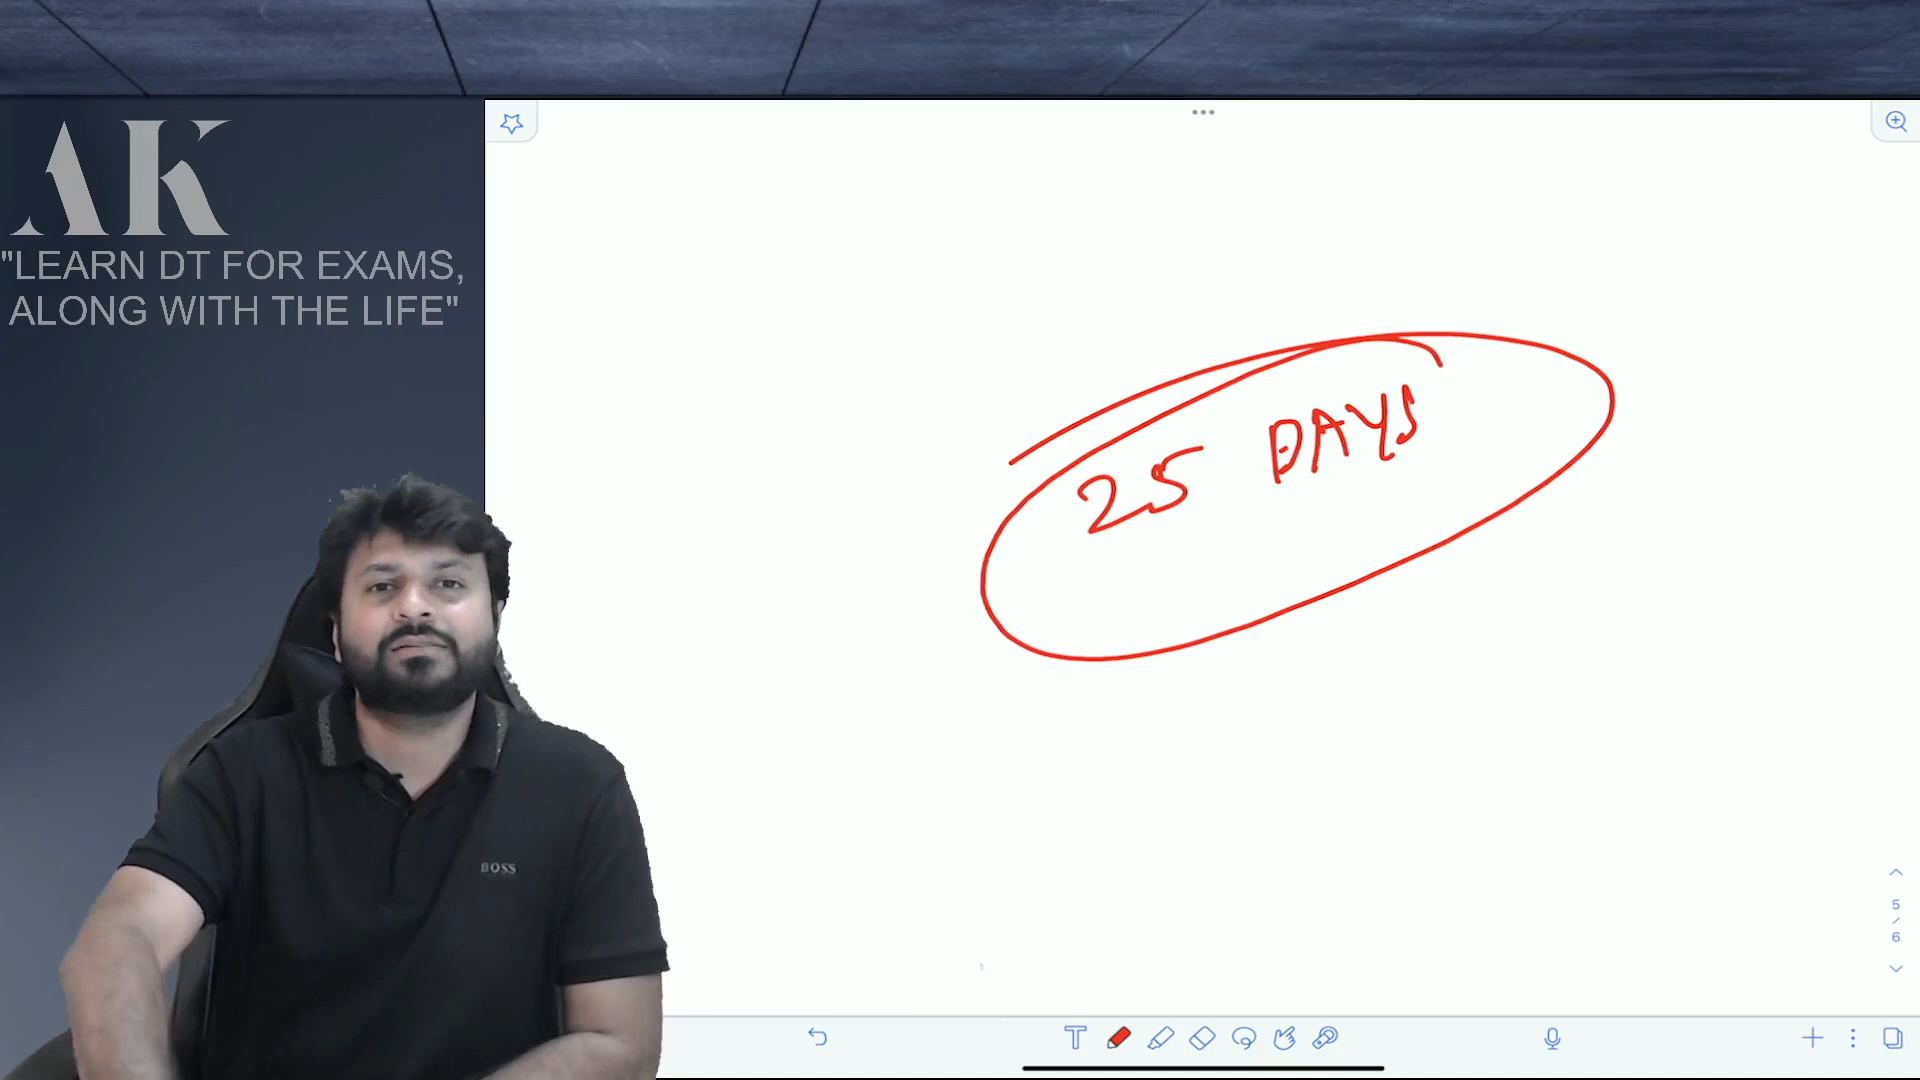 AK
"LEARN DT FOR EXAMS,
ALONG WITH THE LIFE"
25 DAYS
BOSS
5
/
6
T